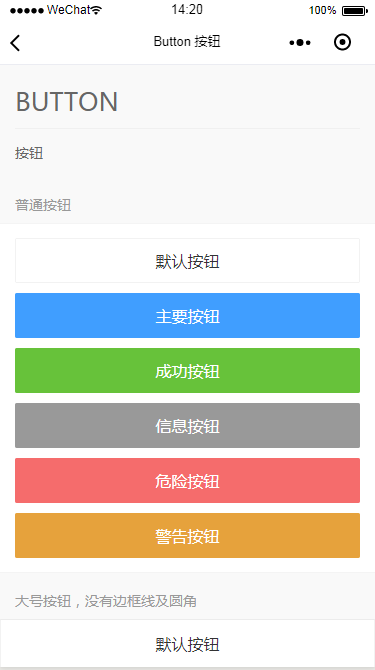 WeChat 14:20 100%
Button 按钮
BUTTON
按钮
普通按钮
默认按钮
主要按钮
成功按钮
信息按钮
危险按钮
警告按钮
大号按钮，没有边框线及圆角
默认按钮